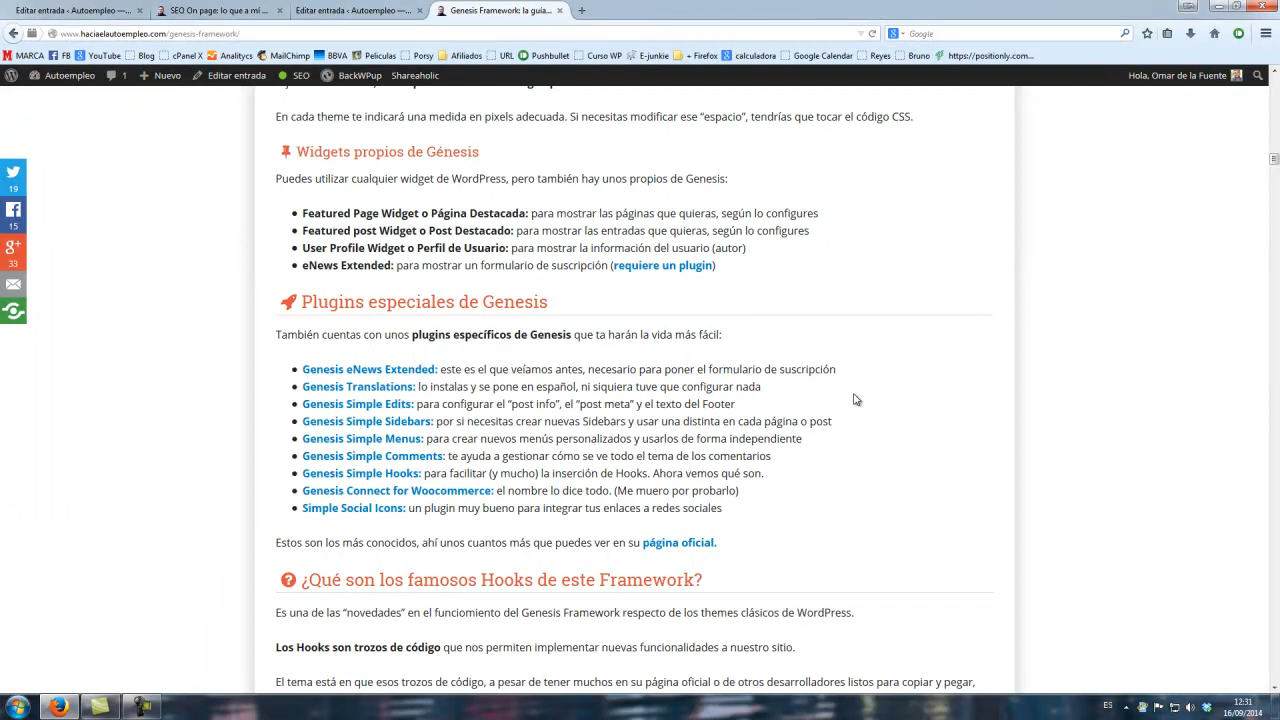 Editar entrada ‹ Autoempleo —...
SEO On page: lo que a mí ...
Editar entrada ‹ Autoempleo —...
Genesis Framework: la guía...
www.haciaelautoempleo.com/genesis-framework/
Google
MARCA
FB
YouTube
Blog
cPanel X
Analitycs
MailChimp
BBVA
Peliculas
Porsy
Afiliados
URL
Pushbullet
Curso WP
E-junkie
+ Firefox
calculadora
Google Calendar
Reyes
Bruno
https://positionly.com...
Autoempleo
1
Nuevo
Editar entrada
SEO
BackWPup
Shareaholic
Hola, Omar de la Fuente
En cada theme te indicará una medida en pixels adecuada. Si necesitas modificar ese “espacio”, tendrías que tocar el código CSS.
Widgets propios de Génesis
Puedes utilizar cualquier widget de WordPress, pero también hay unos propios de Genesis:
Featured Page Widget o Página Destacada: para mostrar las páginas que quieras, según lo configures
Featured post Widget o Post Destacado: para mostrar las entradas que quieras, según lo configures
User Profile Widget o Perfil de Usuario: para mostrar la información del usuario (autor)
eNews Extended: para mostrar un formulario de suscripción (requiere un plugin)
19
15
33
Plugins especiales de Genesis
También cuentas con unos plugins específicos de Genesis que ta harán la vida más fácil:
Genesis eNews Extended: este es el que veíamos antes, necesario para poner el formulario de suscripción
Genesis Translations: lo instalas y se pone en español, ni siquiera tuve que configurar nada
Genesis Simple Edits: para configurar el “post info”, el “post meta” y el texto del Footer
Genesis Simple Sidebars: por si necesitas crear nuevas Sidebars y usar una distinta en cada página o post
Genesis Simple Menus: para crear nuevos menús personalizados y usarlos de forma independiente
Genesis Simple Comments: te ayuda a gestionar cómo se ve todo el tema de los comentarios
Genesis Simple Hooks: para facilitar (y mucho) la inserción de Hooks. Ahora vemos qué son.
Genesis Connect for Woocommerce: el nombre lo dice todo. (Me muero por probarlo)
Simple Social Icons: un plugin muy bueno para integrar tus enlaces a redes sociales
Estos son los más conocidos, ahí unos cuantos más que puedes ver en su página oficial.
¿Qué son los famosos Hooks de este Framework?
Es una de las “novedades” en el funciomiento del Genesis Framework respecto de los themes clásicos de WordPress.
Los Hooks son trozos de código que nos permiten implementar nuevas funcionalidades a nuestro sitio.
El tema está en que esos trozos de código, a pesar de tener muchos en su página oficial o de otros desarrolladores listos para copiar y pegar,
ES
12:31
16/09/2014